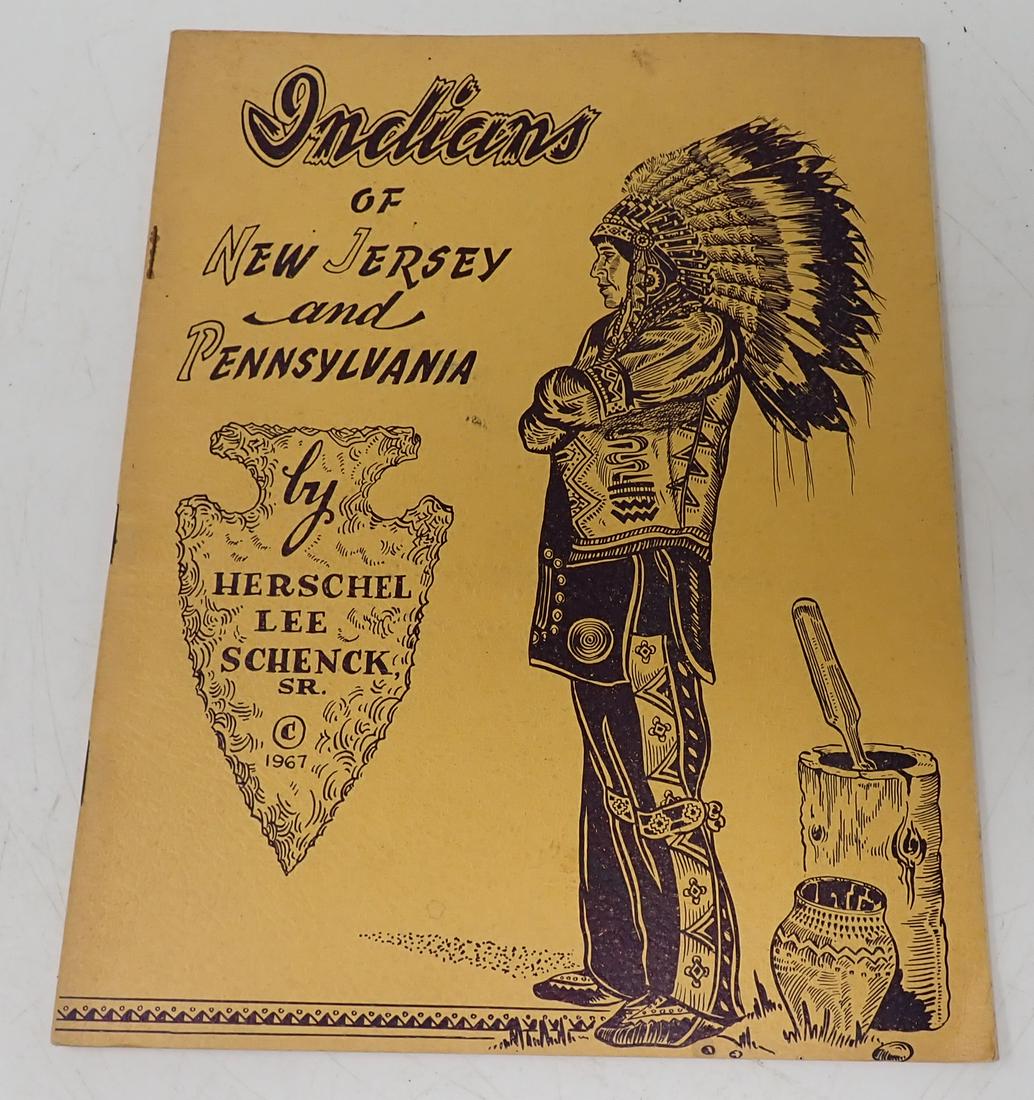 Indians
OF
NEW JERSEY
and
PENNSYLVANIA
by
HERSCHEL
LEE
SCHENCK,
SR.
©
1967